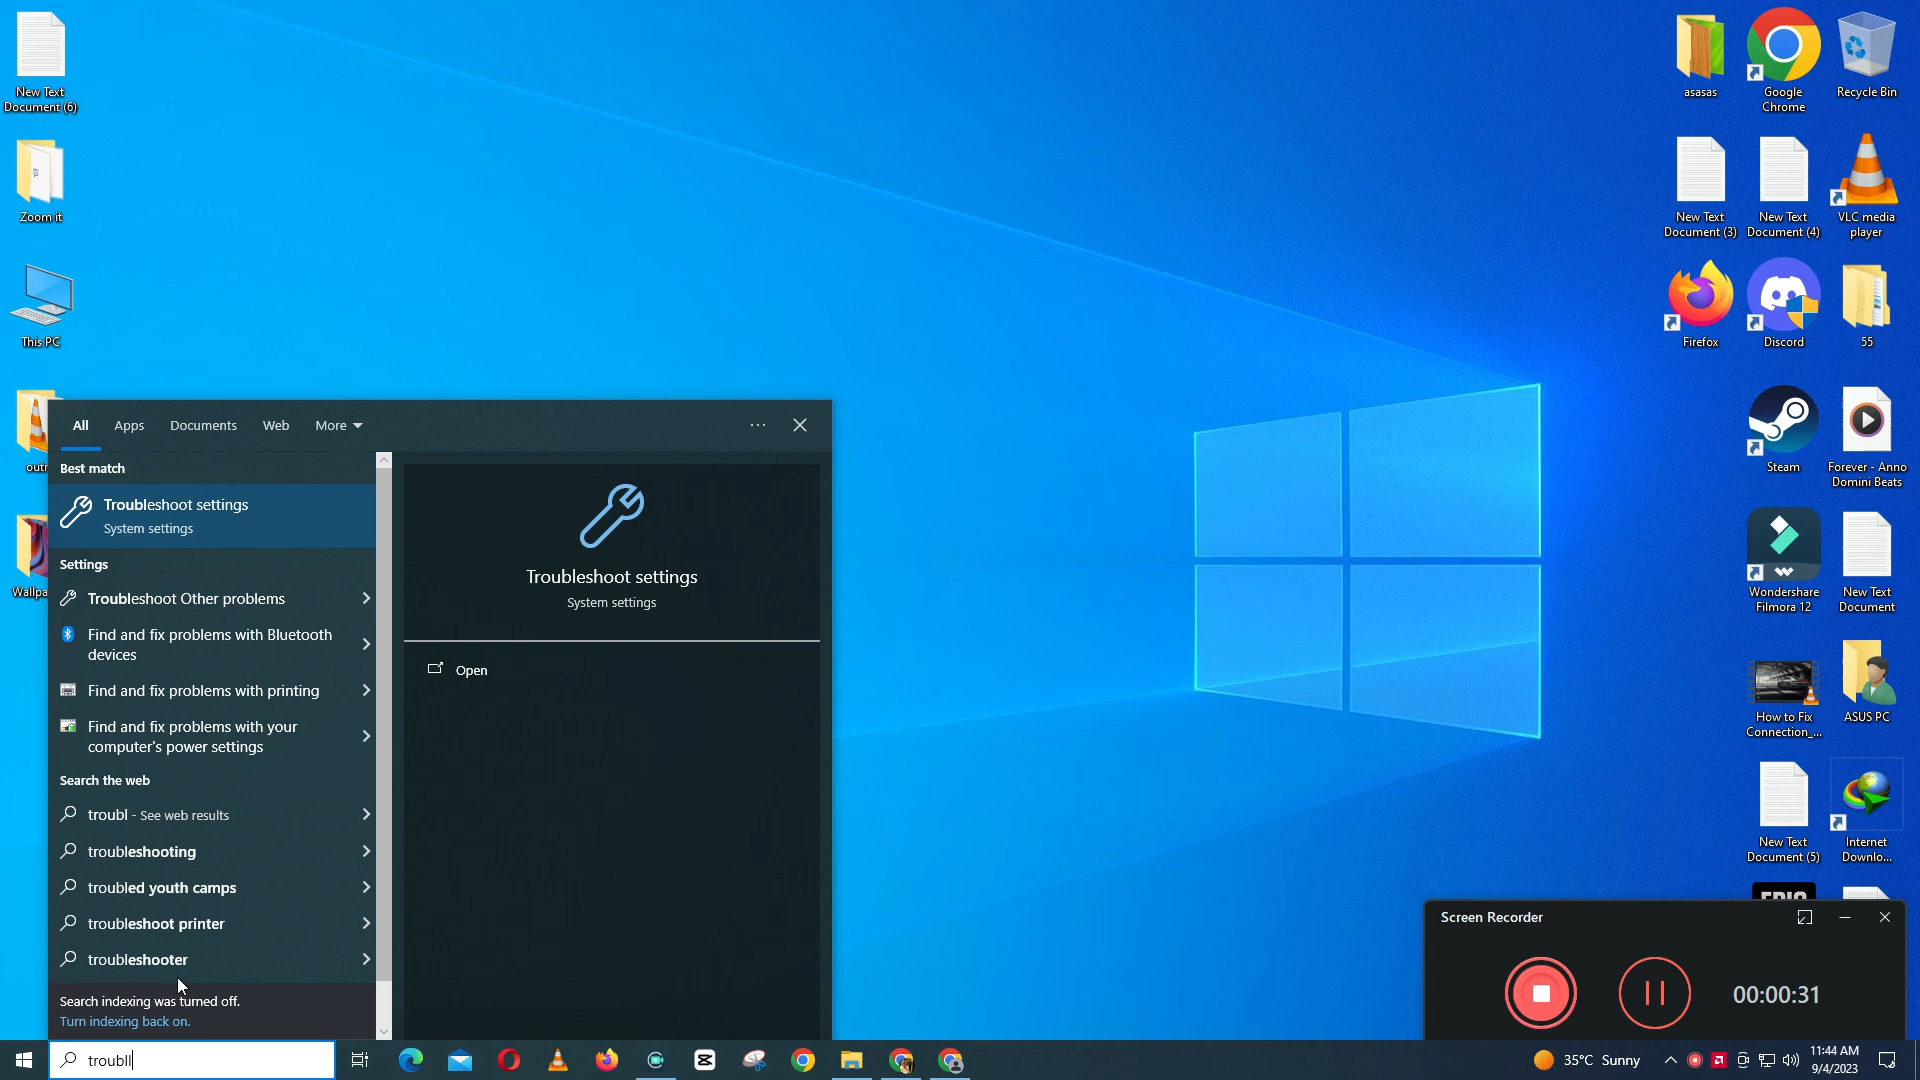 New Text
Document (6)
Zoom it
This PC
outr
Wallpa
asasas
Google
Chrome
Recycle Bin
New Text
Document (3)
New Text
Document (4)
VLC media
player
Firefox
Discord
55
Steam
Forever - Anno
Domini Beats
Wondershare
Filmora 12
New Text
Document
How to Fix
Connection_...
ASUS PC
New Text
Document (5)
Internet
Downlo...
EPIC
All
Apps
Documents
Web
More
Best match
Troubleshoot settings
System settings
Settings
Troubleshoot Other problems
Find and fix problems with Bluetooth
devices
Find and fix problems with printing
Find and fix problems with your
computer's power settings
Search the web
troubl - See web results
troubleshooting
troubled youth camps
troubleshoot printer
troubleshooter
Search indexing was turned off.
Turn indexing back on.
Troubleshoot settings
System settings
Open
Screen Recorder
00:00:31
troubll
35°C Sunny
11:44 AM
9/4/2023